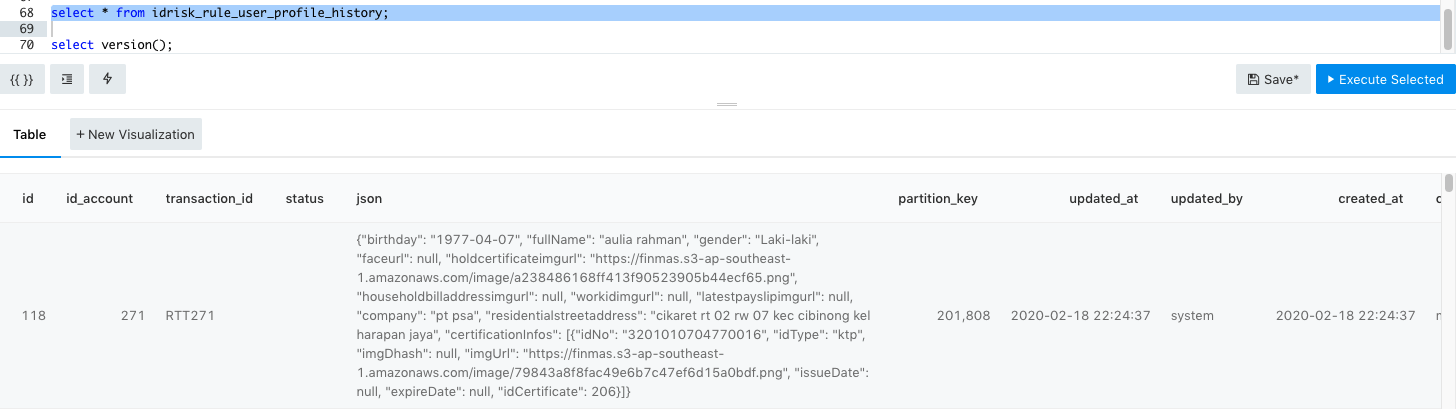 68 select * from idrisk_rule_user_profile_history;
69
70 select version();
{{ }}
Save*
Execute Selected
Table
+ New Visualization
id id_account transaction_id status json partition_key updated_at updated_by created_at
{"birthday": "1977-04-07", "fullName": "aulia rahman", "gender": "Laki-laki",
"faceurl": null, "holdcertificateimgurl": "https://finmas.s3-ap-southeast-
1.amazonaws.com/image/a238486168ff413f90523905b44ecf65.png",
"householdbilladdressimgurl": null, "workidimgurl": null, "latestpayslipimgurl": null,
118 271 RTT271 "company": "pt psa", "residentialstreetaddress": "cikaret rt 02 rw 07 kec cibinong kel 201,808 2020-02-18 22:24:37 system 2020-02-18 22:24:37
harapan jaya", "certificationInfos": [{"idNo": "3201010704770016", "idType": "ktp",
"imgDhash": null, "imgUrl": "https://finmas.s3-ap-southeast-
1.amazonaws.com/image/79843a8f8fac49e6b7c47ef6d15a0bdf.png", "issueDate":
null, "expireDate": null, "idCertificate": 206}]}